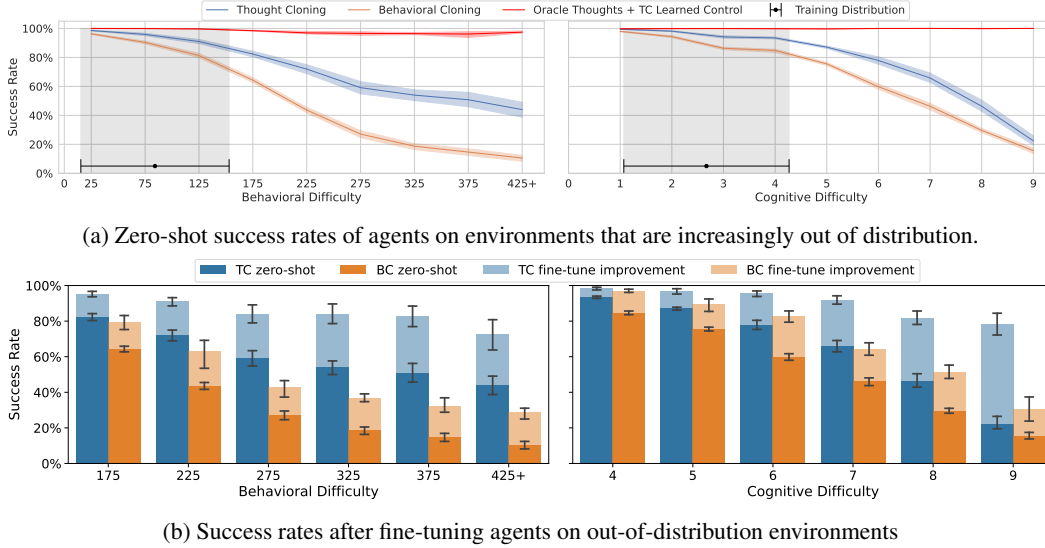 Thought Cloning Behavioral Cloning Oracle Thoughts + TC Learned Control Training Distribution
Success Rate
100%
80%
60%
40%
20%
0%
0 25 75 125 175 225 275 325 375 425+
Behavioral Difficulty
0 1 2 3 4 5 6 7 8 9
Cognitive Difficulty
(a) Zero-shot success rates of agents on environments that are increasingly out of distribution.
TC zero-shot BC zero-shot TC fine-tune improvement BC fine-tune improvement
Success Rate
100%
80%
60%
40%
20%
0%
175 225 275 325 375 425+
Behavioral Difficulty
4 5 6 7 8 9
Cognitive Difficulty
(b) Success rates after fine-tuning agents on out-of-distribution environments